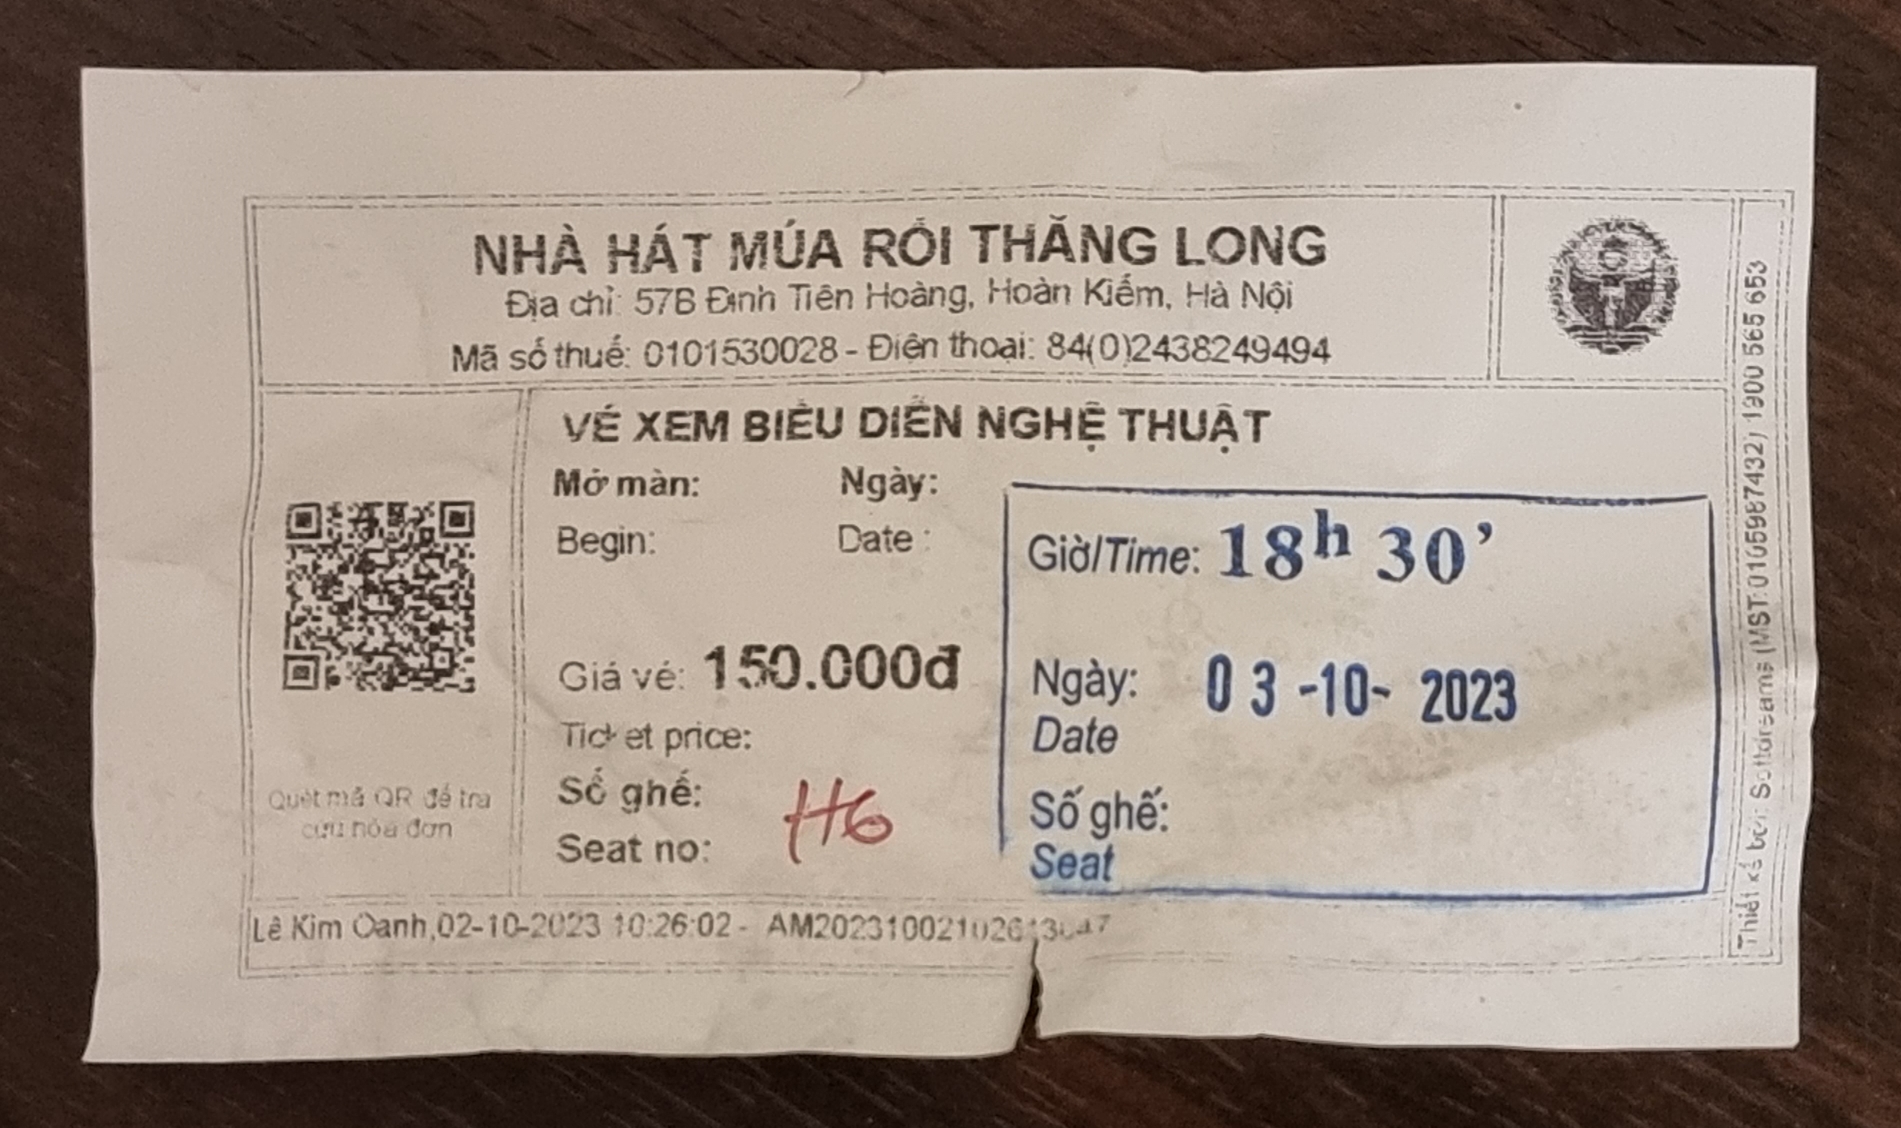 NHÀ HÁT MÚA RỐI THĂNG LONG
Địa chỉ: 57B Đinh Tiên Hoàng, Hoàn Kiếm, Hà Nội
Mã số thuế: 0101530028 - Điện thoại: 84(0)2438249494
VÉ XEM BIỂU DIỄN NGHỆ THUẬT
Mở màn: Ngày:
Begin: Date :
Giờ/Time: 18h 30’
Giá vé: 150.000đ
Ticket price:
Ngày: 03-10- 2023
Date
Số ghế: H6
Seat no:
Số ghế:
Seat
Quét mã QR để tra
cứu hóa đơn
Lê Kim Oanh,02-10-2023 10:26:02 -
Thiết kế bởi: Softdreams (MST:0105987432) 1900 565 653